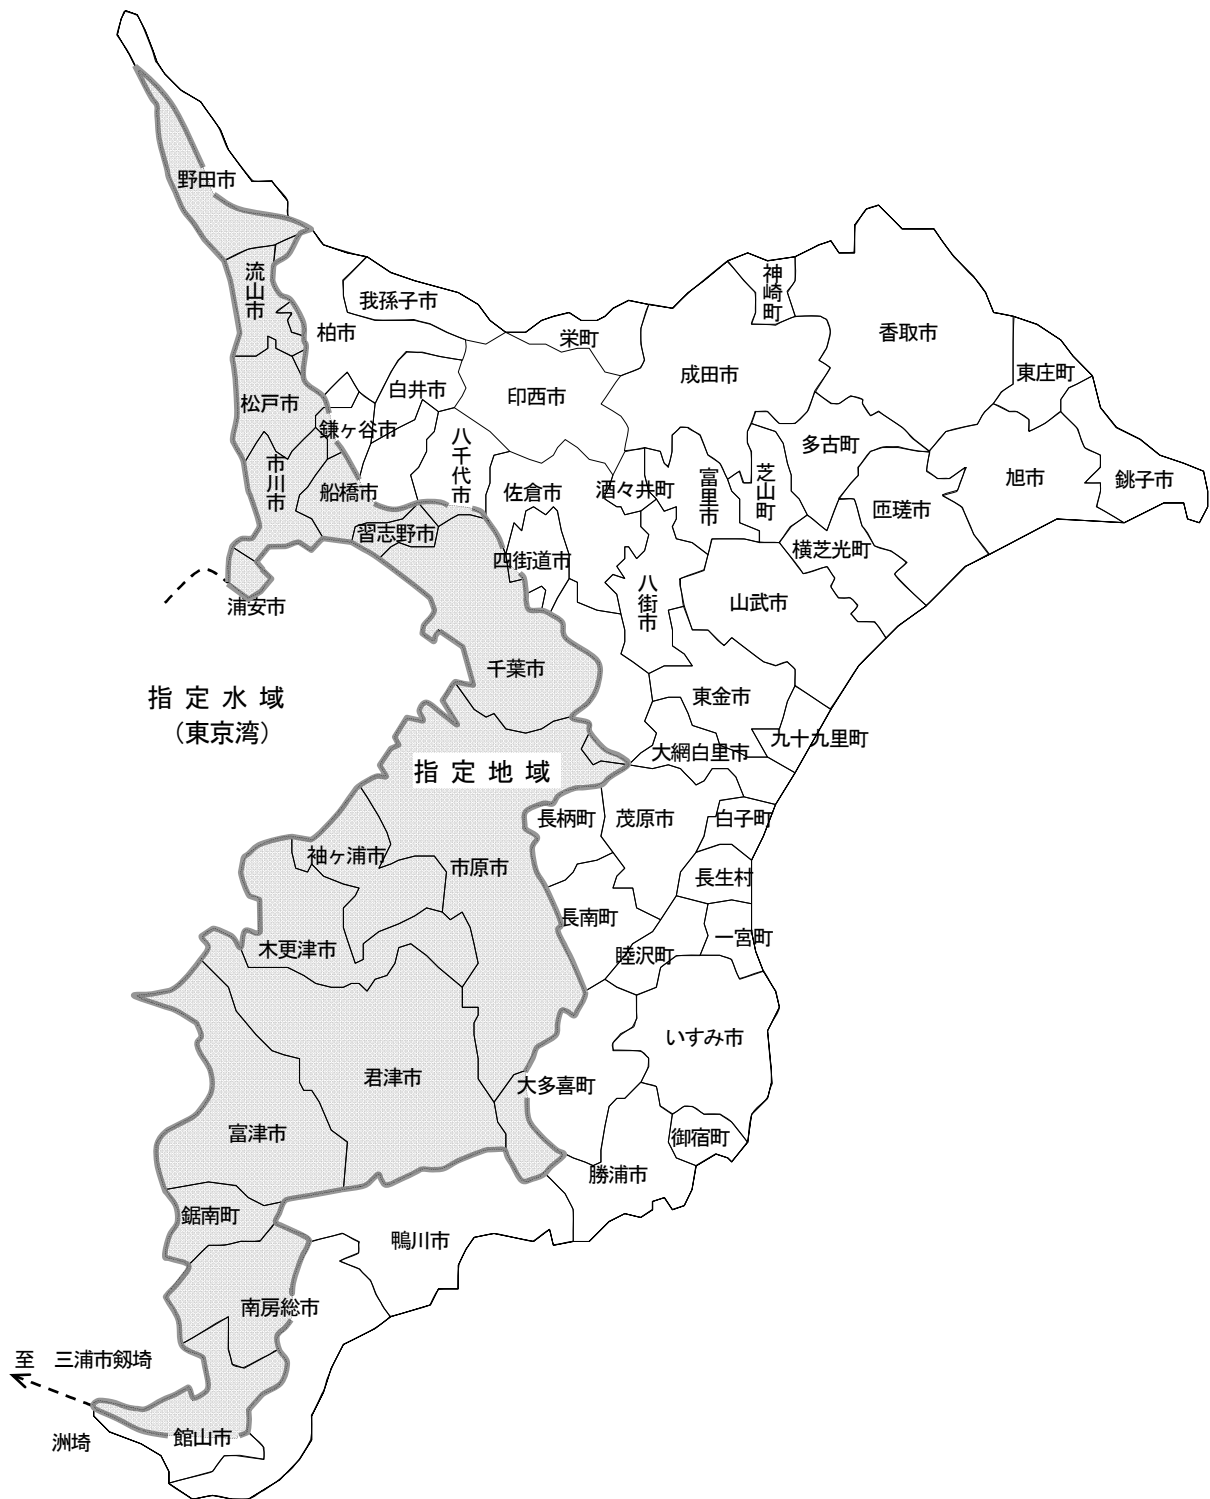 野田市
流山市
我孫子市
柏市
神崎町
栄町
香取市
成田市
東庄町
白井市
印西市
松戸市
鎌ヶ谷市
八千代市
多古町
市川市
船橋市
佐倉市
酒々井町
富里市
芝山町
旭市
銚子市
匝瑳市
習志野市
四街道市
横芝光町
八街市
山武市
浦安市
千葉市
指定水域
（東京湾）
東金市
九十九里町
大網白里市
指定地域
長柄町
茂原市
白子町
袖ヶ浦市
市原市
長生村
長南町
一宮町
木更津市
睦沢町
いすみ市
君津市
大多喜町
富津市
御宿町
勝浦市
鋸南町
鴨川市
南房総市
至　三浦市剱埼
洲埼
館山市